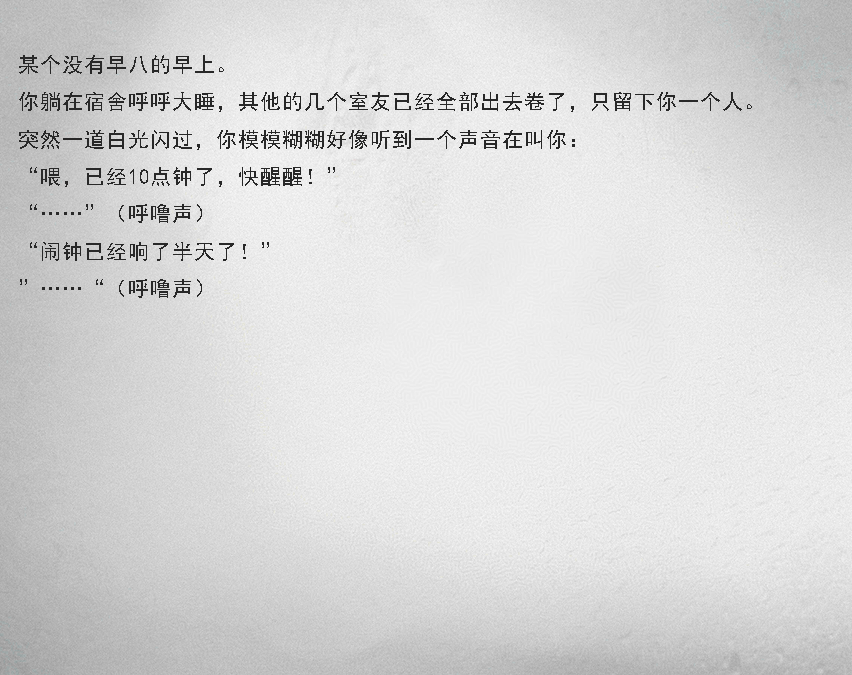 某个没有早八的早上。
你躺在宿舍呼呼大睡，其他的几个室友已经全部出去卷了，只留下你一个人。
突然一道白光闪过，你模模糊糊好像听到一个声音在叫你：
“喂，已经10点钟了，快醒醒！”
“……”（呼噜声）
“闹钟已经响了半天了！”
”……“（呼噜声）